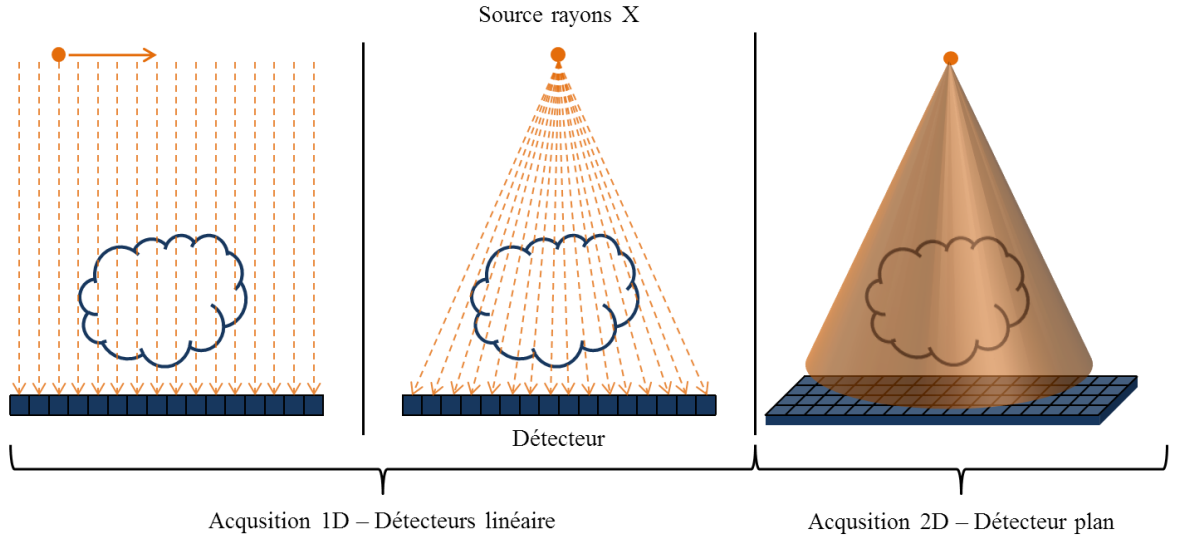 Source rayons X
Détecteur
Acqusition 1D – Détecteurs linéaire
Acqusition 2D – Détecteur plan